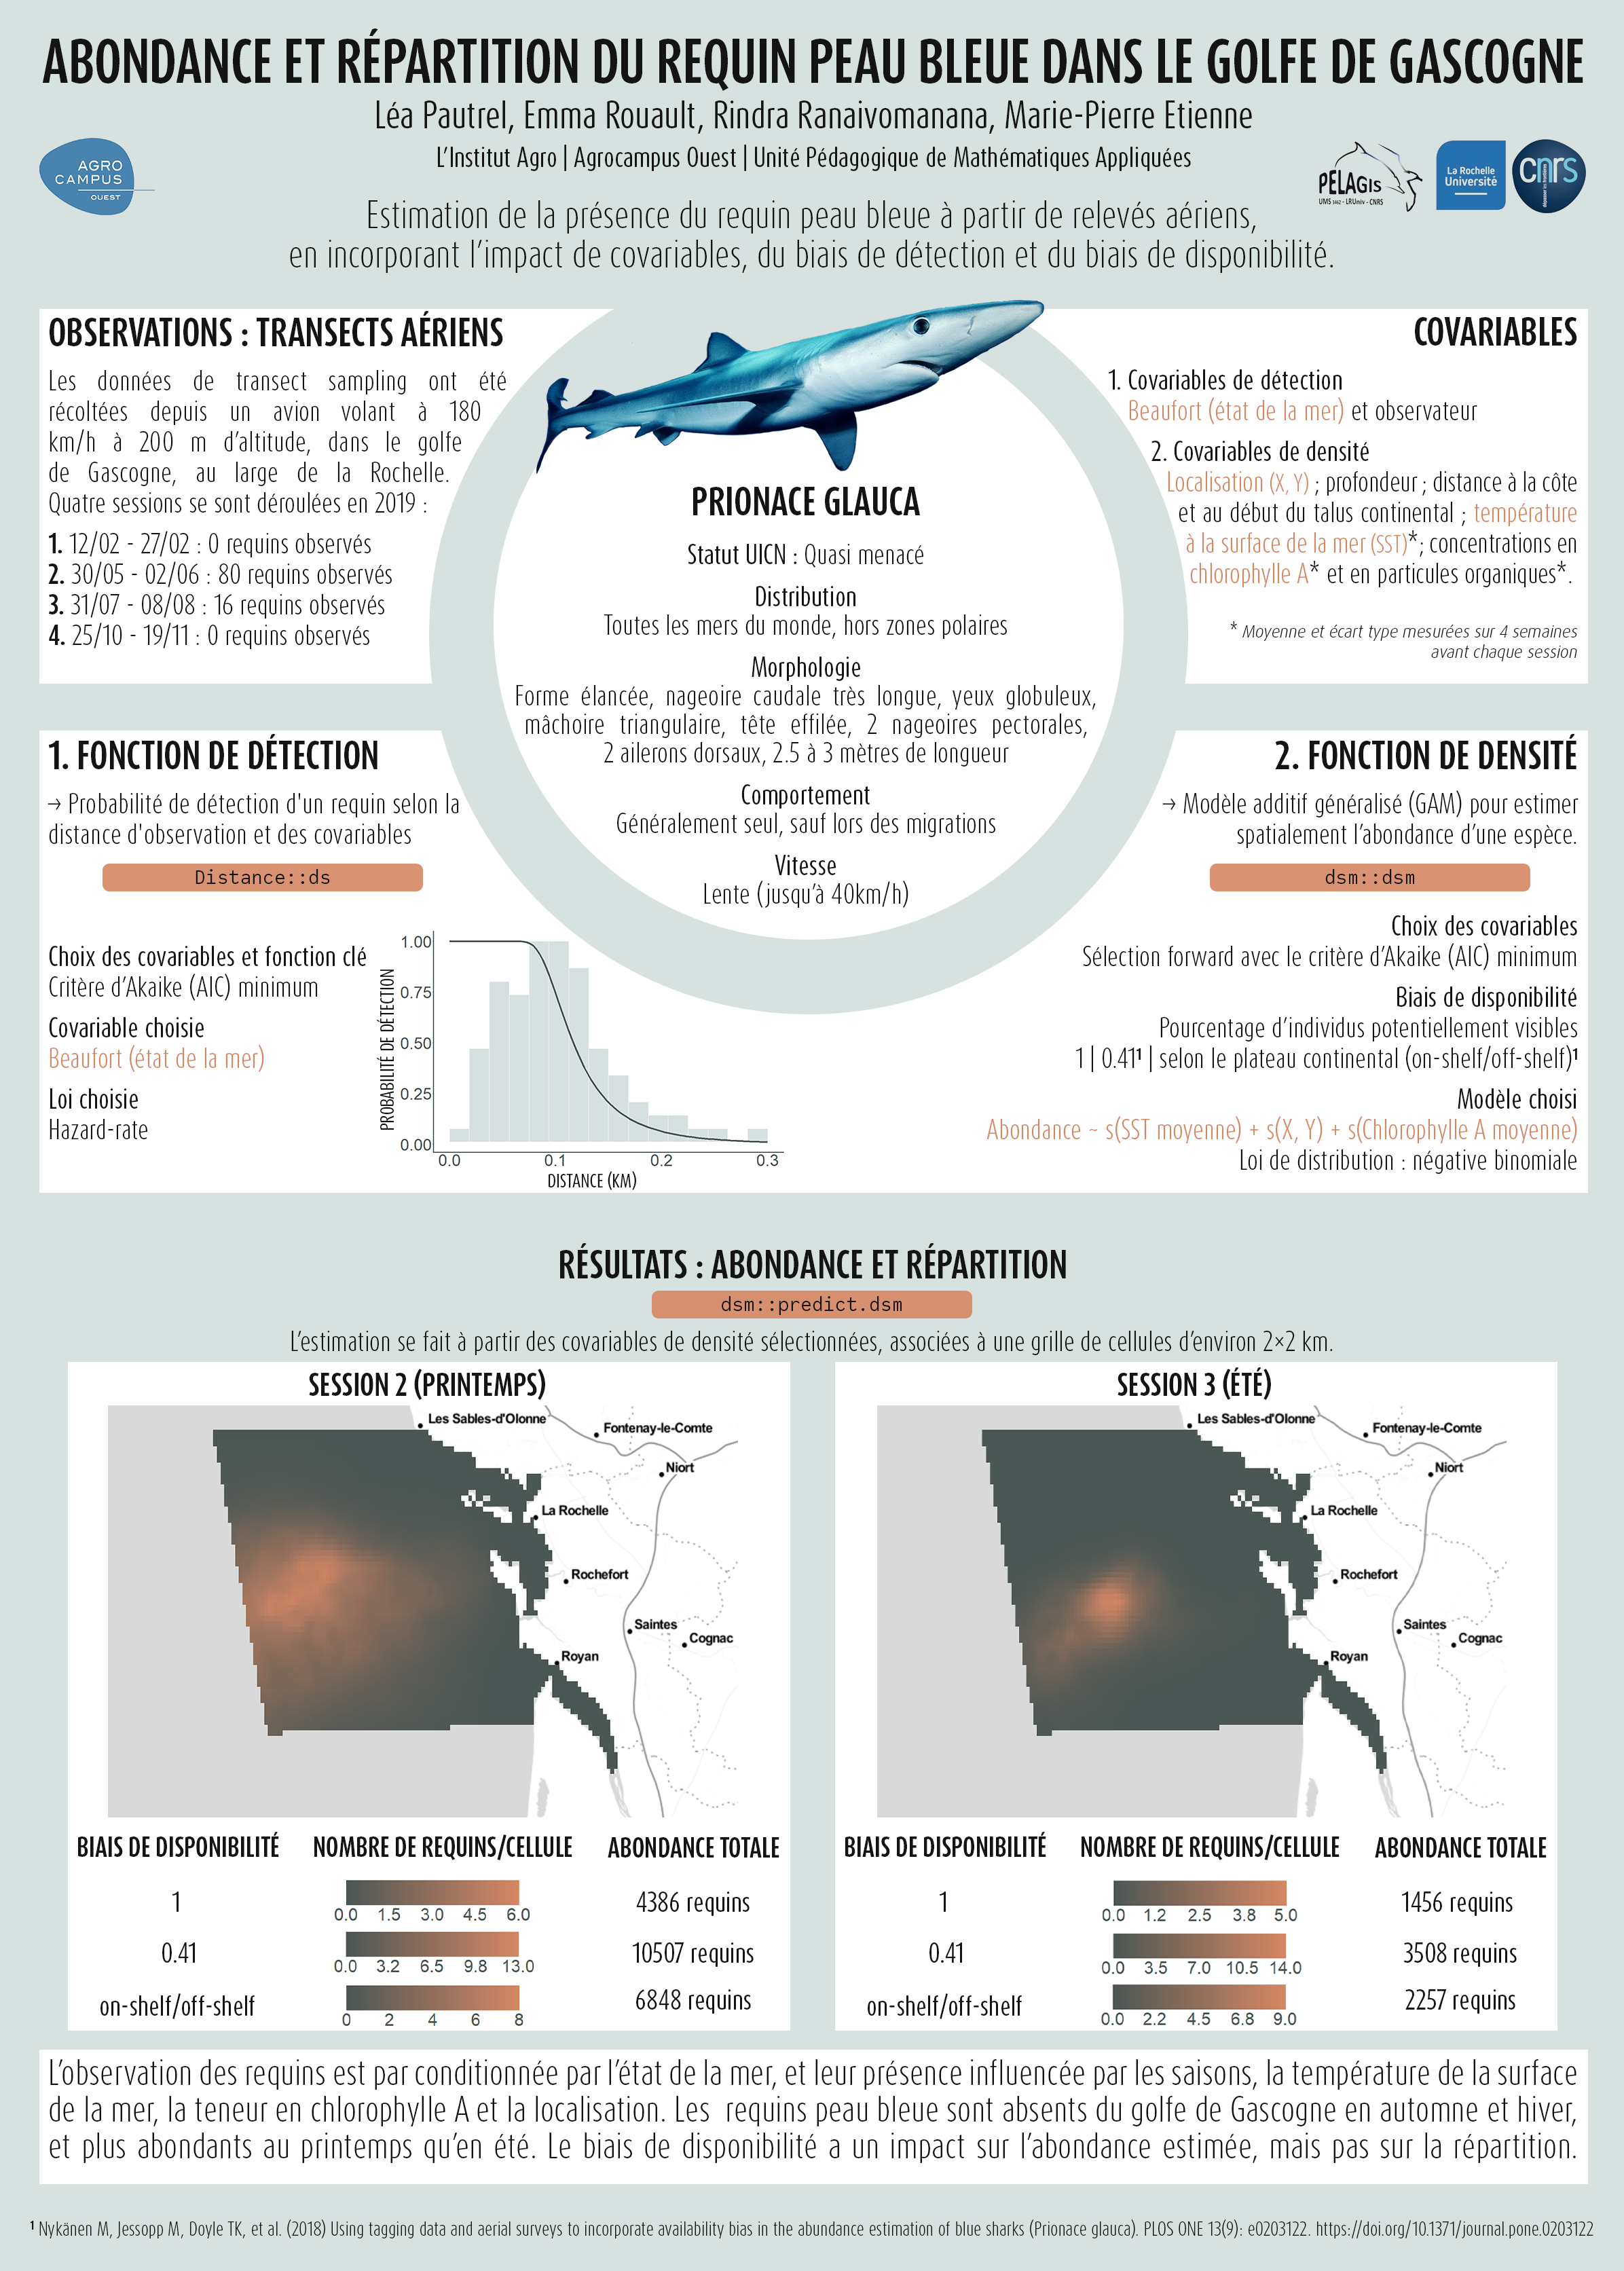 ABONDANCE ET RÉPARTITION DU REQUIN PEAU BLEUE DANS LE GOLFE DE GASCOGNE
Léa Pautrel, Emma Rouault, Rindra Ranaivomanana, Marie-Pierre Etienne
L'Institut Agro | Agrocampus Ouest | Unité Pédagogique de Mathématiques Appliquées
AGRO
CAMPUS
OUEST
PELAGIS
UMS 3462 - LRUniv - CNRS
La Rochelle
Université
cnrs
Estimation de la présence du requin peau bleue à partir de relevés aériens,
en incorporant l'impact de covariables, du biais de détection et du biais de disponibilité.
OBSERVATIONS : TRANSECTS AÉRIENS
Les données de transect sampling ont été
récoltées depuis un avion volant à 180
km/h à 200 m d'altitude, dans le golfe
de Gascogne, au large de la Rochelle.
Quatre sessions se sont déroulées en 2019 :
1. 12/02 - 27/02 : 0 requins observés
2. 30/05 - 02/06 : 80 requins observés
3. 31/07 - 08/08 : 16 requins observés
4. 25/10 - 19/11 : 0 requins observés
PRIONACE GLAUCA
Statut UICN : Quasi menacé
Distribution
Toutes les mers du monde, hors zones polaires
Morphologie
Forme élancée, nageoire caudale très longue, yeux globuleux,
mâchoire triangulaire, tête effilée, 2 nageoires pectorales,
2 ailerons dorsaux, 2.5 à 3 mètres de longueur
Comportement
Généralement seul, sauf lors des migrations
Vitesse
Lente (jusqu'à 40km/h)
COVARIABLES
1. Covariables de détection
Beaufort (état de la mer) et observateur
2. Covariables de densité
Localisation (X, Y) ; profondeur ; distance à la côte
et au début du talus continental ; température
à la surface de la mer (SST)*; concentrations en
chlorophylle A* et en particules organiques*.
* Moyenne et écart type mesurées sur 4 semaines
avant chaque session
1. FONCTION DE DÉTECTION
→ Probabilité de détection d'un requin selon la
distance d'observation et des covariables
Distance::ds
Choix des covariables et fonction clé
Critère d'Akaike (AIC) minimum
Covariable choisie
Beaufort (état de la mer)
Loi choisie
Hazard-rate
PROBABILITÉ DE DÉTECTION
1.00
0.75
0.50
0.25
0.00
0.0 0.1 0.2 0.3
DISTANCE (KM)
2. FONCTION DE DENSITÉ
→ Modèle additif généralisé (GAM) pour estimer
spatialement l'abondance d'une espèce.
dsm::dsm
Choix des covariables
Sélection forward avec le critère d'Akaike (AIC) minimum
Biais de disponibilité
Pourcentage d'individus potentiellement visibles
1 | 0.41¹ | selon le plateau continental (on-shelf/off-shelf)¹
Modèle choisi
Abondance ~ s(SST moyenne) + s(X, Y) + s(Chlorophylle A moyenne)
Loi de distribution : négative binomiale
RÉSULTATS : ABONDANCE ET RÉPARTITION
dsm::predict.dsm
L'estimation se fait à partir des covariables de densité sélectionnées, associées à une grille de cellules d'environ 2×2 km.
SESSION 2 (PRINTEMPS)
Les Sables-d'Olonne
Fontenay-le-Comte
Niort
La Rochelle
Rochefort
Saintes
Cognac
Royan
BIAIS DE DISPONIBILITÉ NOMBRE DE REQUINS/CELLULE ABONDANCE TOTALE
1 4386 requins
0.0 1.5 3.0 4.5 6.0
0.41 10507 requins
0.0 3.2 6.5 9.8 13.0
on-shelf/off-shelf 6848 requins
0 2 4 6 8
SESSION 3 (ÉTÉ)
Les Sables-d'Olonne
Fontenay-le-Comte
Niort
La Rochelle
Rochefort
Saintes
Cognac
Royan
BIAIS DE DISPONIBILITÉ NOMBRE DE REQUINS/CELLULE ABONDANCE TOTALE
1 1456 requins
0.0 1.2 2.5 3.8 5.0
0.41 3508 requins
0.0 3.5 7.0 10.5 14.0
on-shelf/off-shelf 2257 requins
0.0 2.2 4.5 6.8 9.0
L'observation des requins est par conditionnée par l'état de la mer, et leur présence influencée par les saisons, la température de la surface
de la mer, la teneur en chlorophylle A et la localisation. Les requins peau bleue sont absents du golfe de Gascogne en automne et hiver,
et plus abondants au printemps qu'en été. Le biais de disponibilité a un impact sur l'abondance estimée, mais pas sur la répartition.
¹ Nykänen M, Jessopp M, Doyle TK, et al. (2018) Using tagging data and aerial surveys to incorporate availability bias in the abundance estimation of blue sharks (Prionace glauca). PLOS ONE 13(9): e0203122. https://doi.org/10.1371/journal.pone.0203122